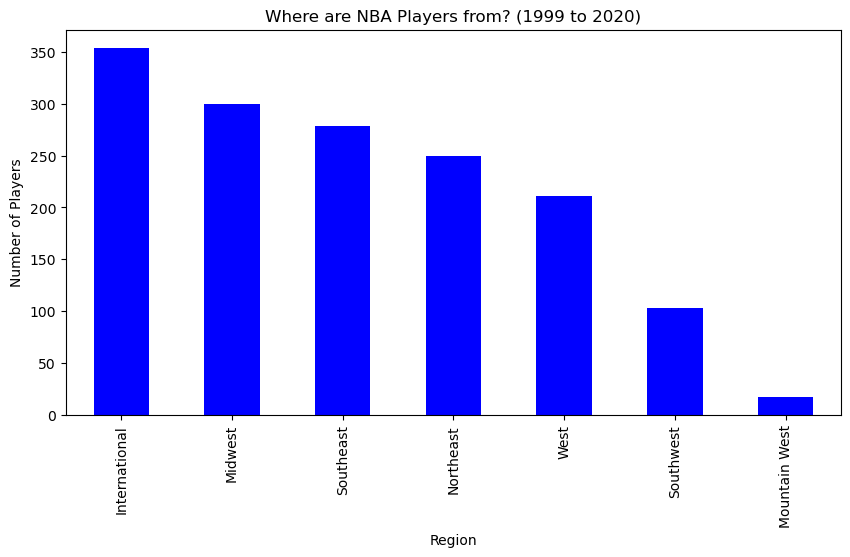 Where are NBA Players from? (1999 to 2020)
Number of Players
350
300
250
200
150
100
50
0
International
Midwest
Southeast
Northeast
West
Southwest
Mountain West
Region